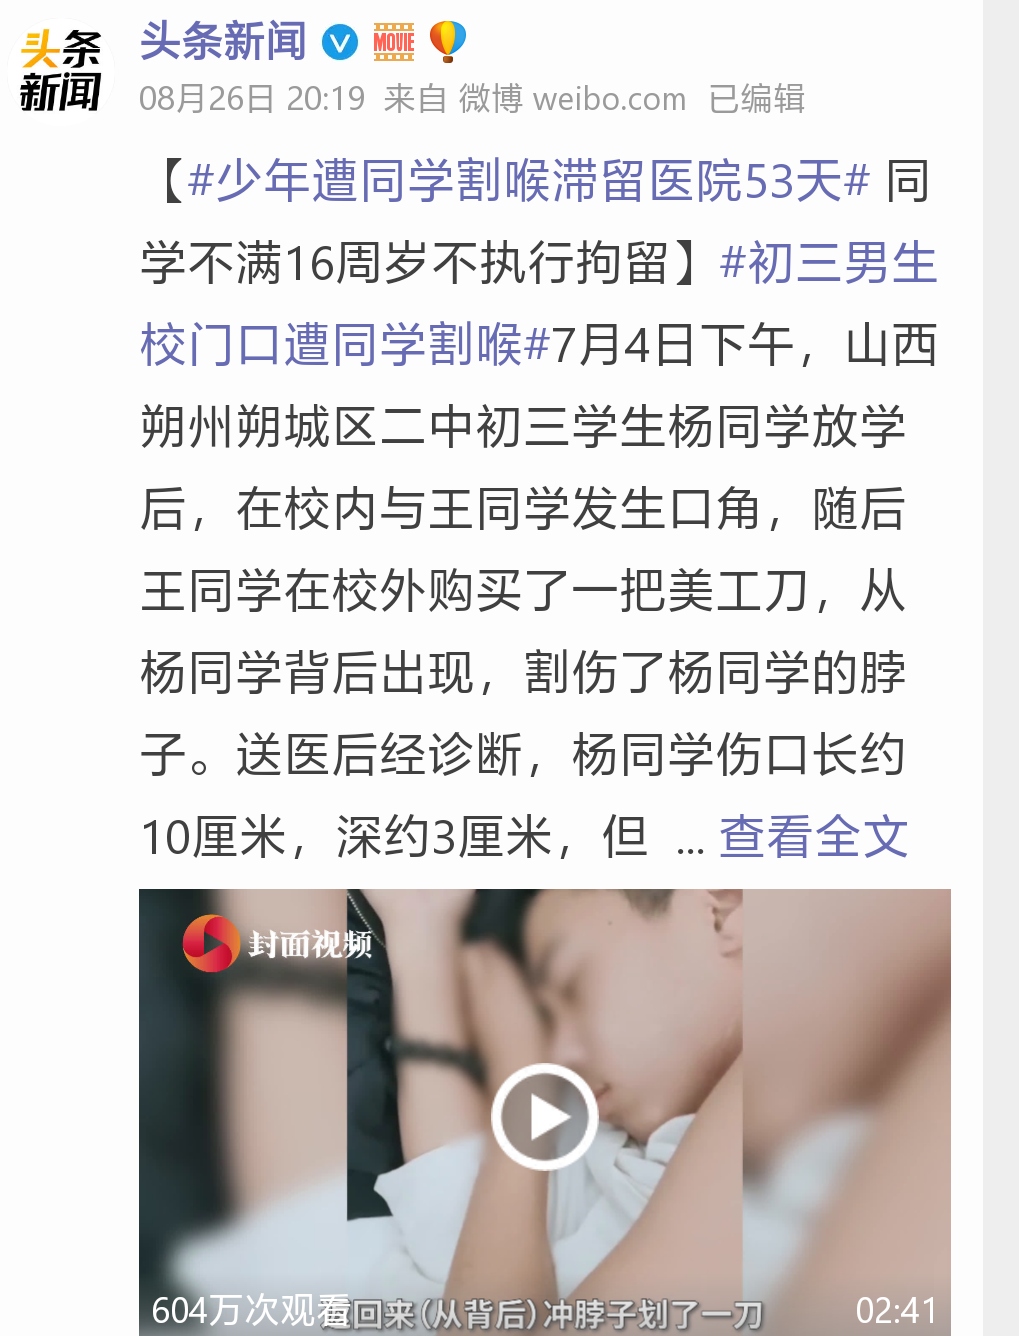 头条
新闻
头条新闻
MOVIE
08月26日 20:19 来自 微博 weibo.com 已编辑
【#少年遭同学割喉滞留医院53天# 同
学不满16周岁不执行拘留】#初三男生
校门口遭同学割喉#7月4日下午，山西
朔州朔城区二中初三学生杨同学放学
后，在校内与王同学发生口角，随后
王同学在校外购买了一把美工刀，从
杨同学背后出现，割伤了杨同学的脖
子。送医后经诊断，杨同学伤口长约
10厘米，深约3厘米，但 ... 查看全文
封面视频
604万次观看
回来(从背后)冲脖子划了一刀
02:41